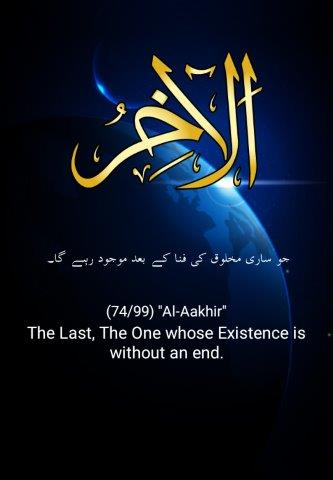 الآخِرُ
جو ساری مخلوق کی فنا کے بعد موجود رہے گا۔
(74/99) "Al-Aakhir"
The Last, The One whose Existence is
without an end.